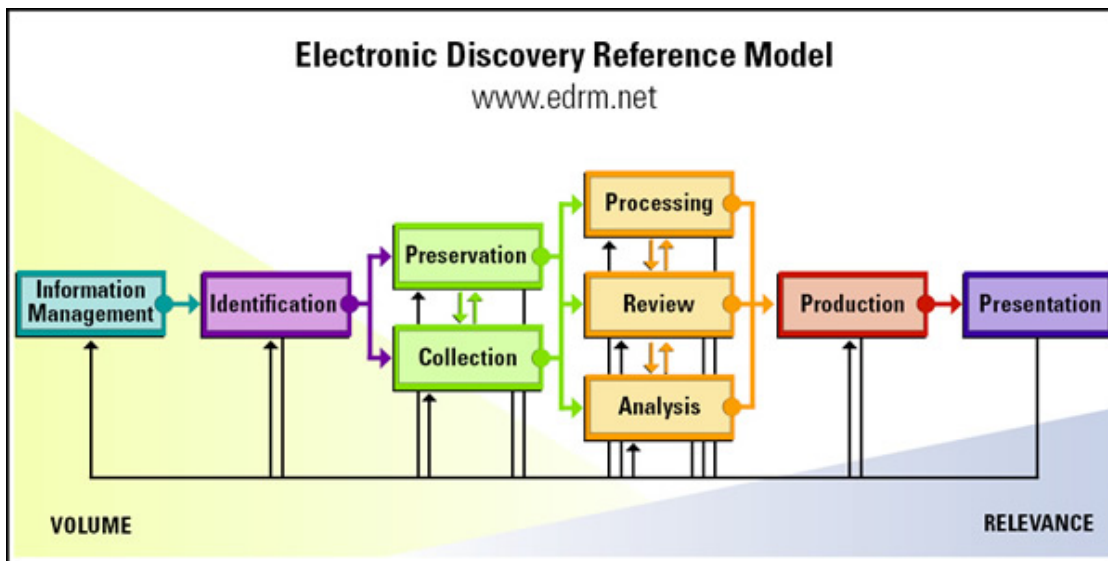 Electronic Discovery Reference Model
www.edrm.net
Information
Management
Identification
Preservation
Collection
Processing
Review
Analysis
Production
Presentation
VOLUME
RELEVANCE